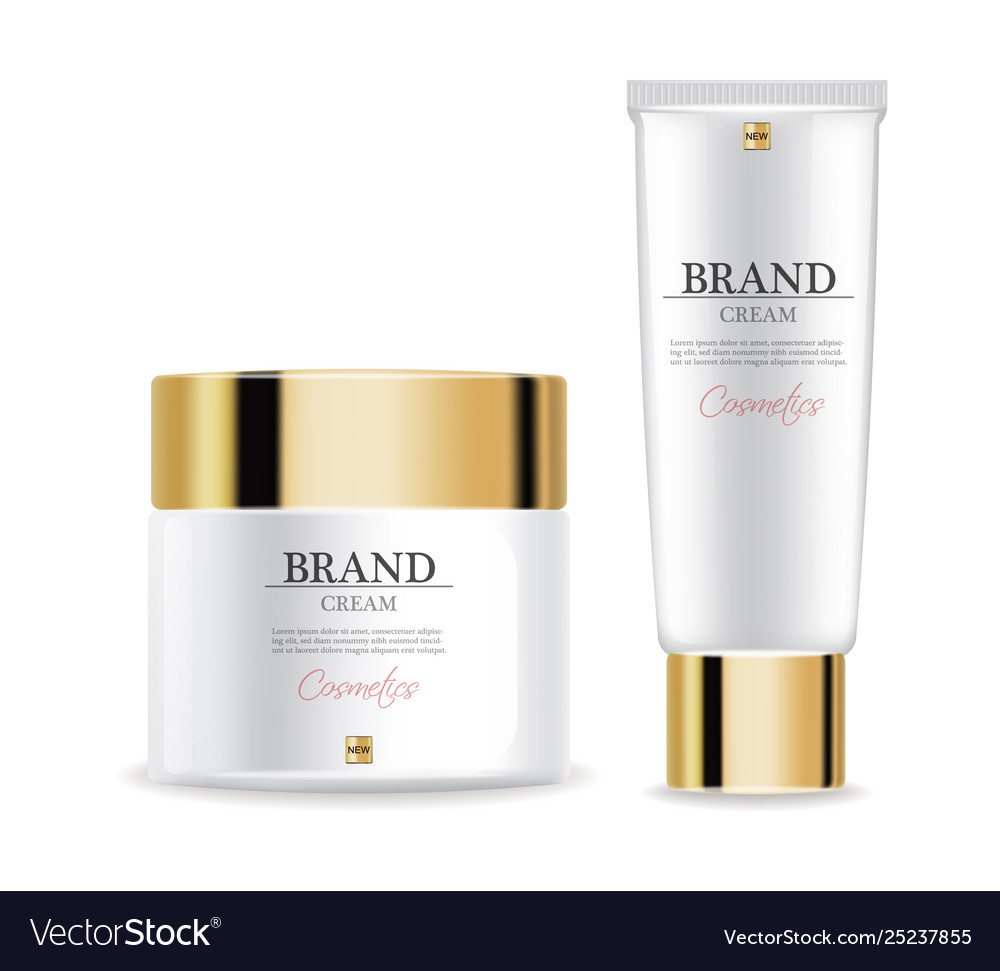 NEW
BRAND
CREAM
Lorem ipsum dolor sit amet, consectetuer adipisc-
ing elit, sed diam nonummy nibh euismod tincid-
unt ut laoreet dolore magna aliquam erat volutpat.
Cosmetics
BRAND
CREAM
Lorem ipsum dolor sit amet, consectetuer adipisc-
ing elit, sed diam nonummy nibh euismod tincid-
unt ut laoreet dolore magna aliquam erat volutpat.
Cosmetics
NEW
VectorStock®
VectorStock.com/25237855